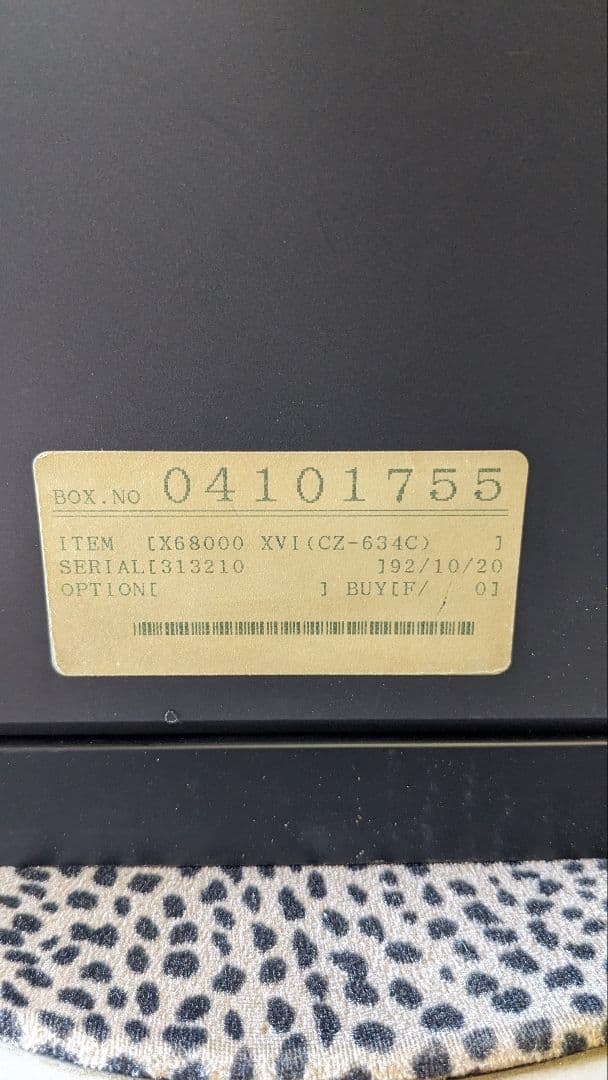 BOX.NO 04101755
ITEM [X68000 XVI(CZ-634C) ]
SERIAL[313210 ]92/10/20
OPTION[ ] BUY[F/ 0]